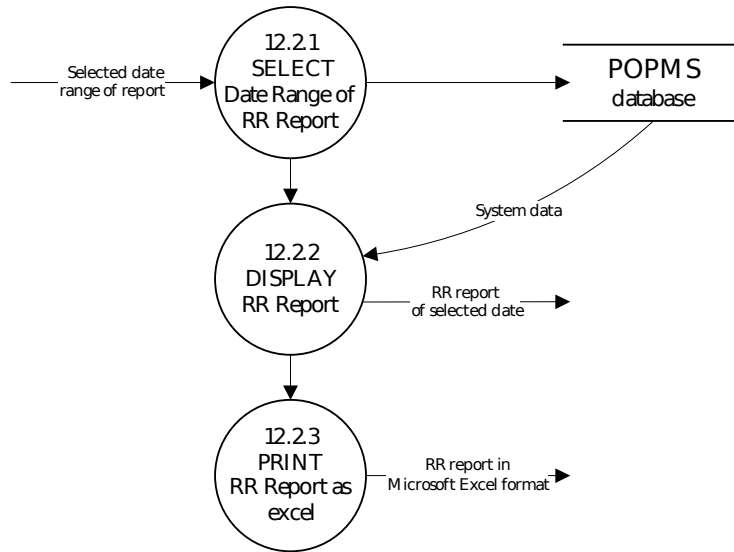 12.2.1
SELECT
Date Range of
RR Report
Selected date
range of report
POPMS
database
System data
12.2.2
DISPLAY
RR Report
RR report
of selected date
12.2.3
PRINT
RR Report as
excel
RR report in
Microsoft Excel format